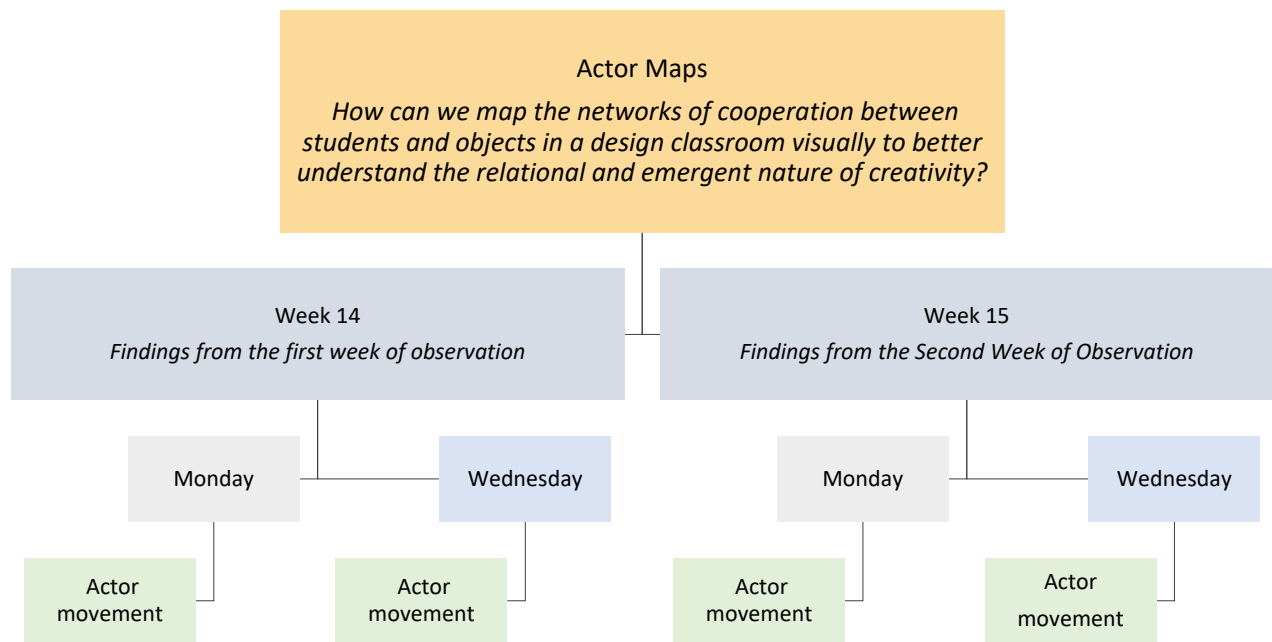 Actor Maps
How can we map the networks of cooperation between
students and objects in a design classroom visually to better
understand the relational and emergent nature of creativity?
Week 14
Findings from the first week of observation
Week 15
Findings from the Second Week of Observation
Monday
Wednesday
Monday
Wednesday
Actor
movement
Actor
movement
Actor
movement
Actor
movement